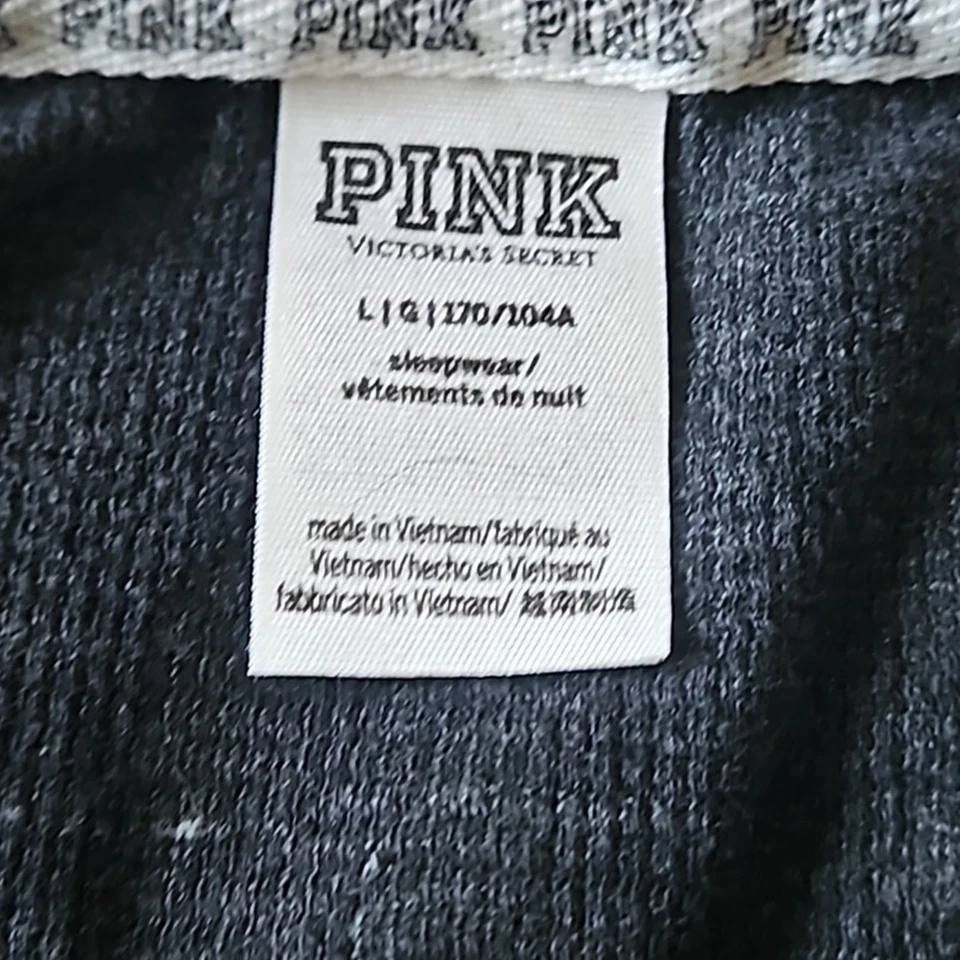 PINK PINK PINK PINK
PINK
VICTORIA'S SECRET
L | G | 170/104A
sleepwear/
vêtements de nuit
made in Vietnam/fabriqué au
Vietnam/hecho en Vietnam/
fabbricato in Vietnam/